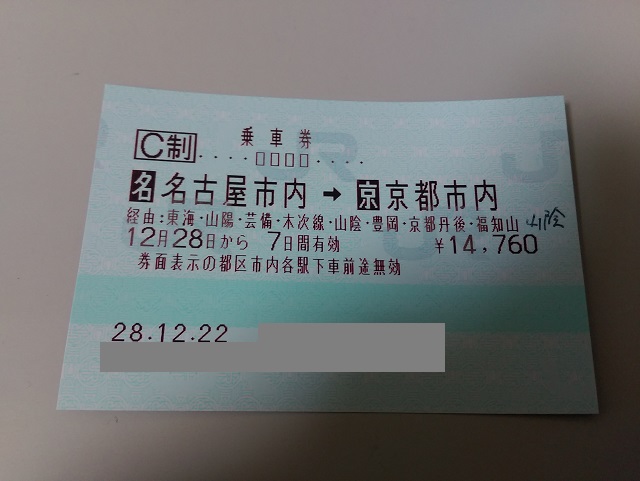 乗車券
C制 ････□□□□････
名 名古屋市内 ➡ 京 京都市内
経由：東海・山陽・芸備・木次線・山陰・豊岡・京都丹後・福知山 山陰
12月28日から 7日間有効 ￥14,760
券面表示の都区市内各駅下車前途無効
28.12.22